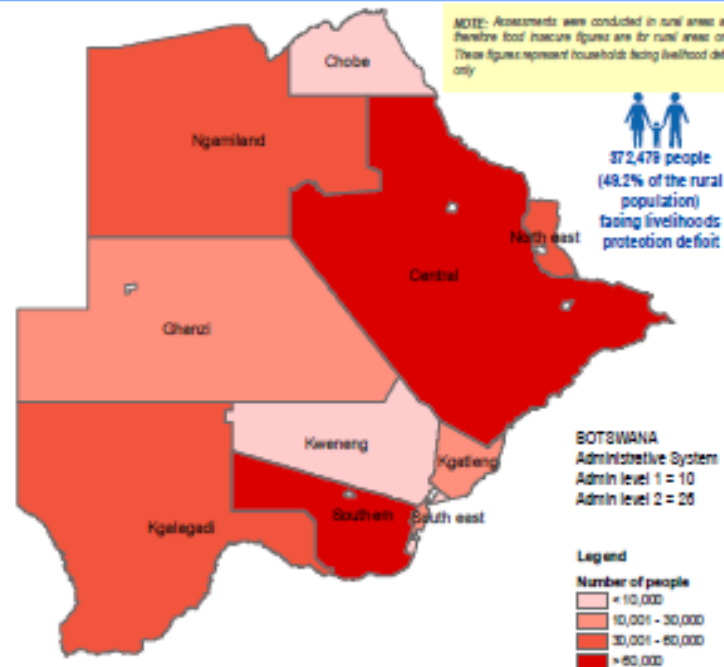 NOTE: Assessments were conducted in rural areas
therefore food insecure figures are for rural areas
These figures represent households facing livelihood
only
Chobe
Ngamiland
372,479 people
(49.2% of the rural
population)
facing livelihoods
protection deficit
North east
Central
Ghanzi
Kweneng
Kgatleng
BOTSWANA
Administrative System
Admin level 1 = 10
Admin level 2 = 26
Southern
South east
Kgalagadi
Legend
Number of people
< 10,000
10,001 - 30,000
30,001 - 60,000
> 60,000